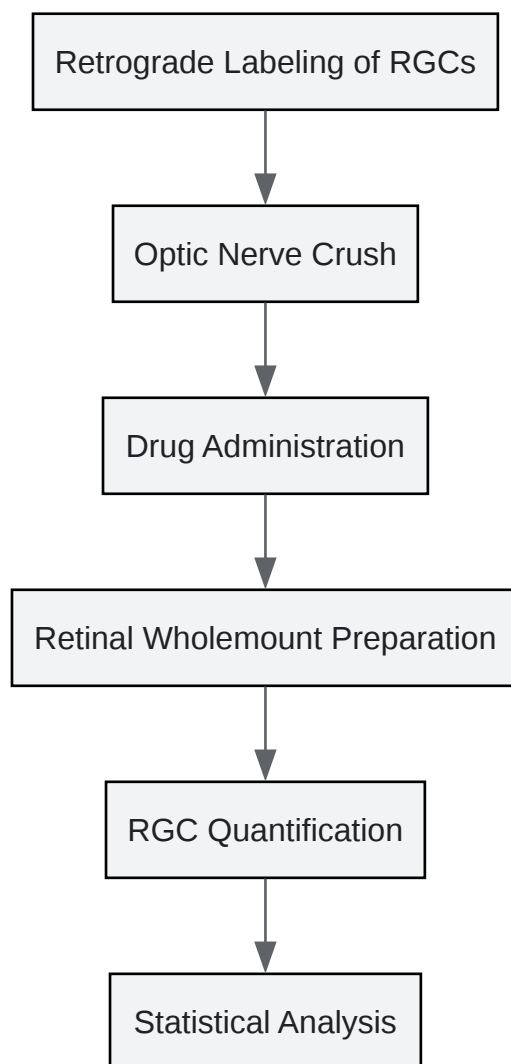 Retrograde Labeling of RGCs
Optic Nerve Crush
Drug Administration
Retinal Wholemount Preparation
RGC Quantification
Statistical Analysis